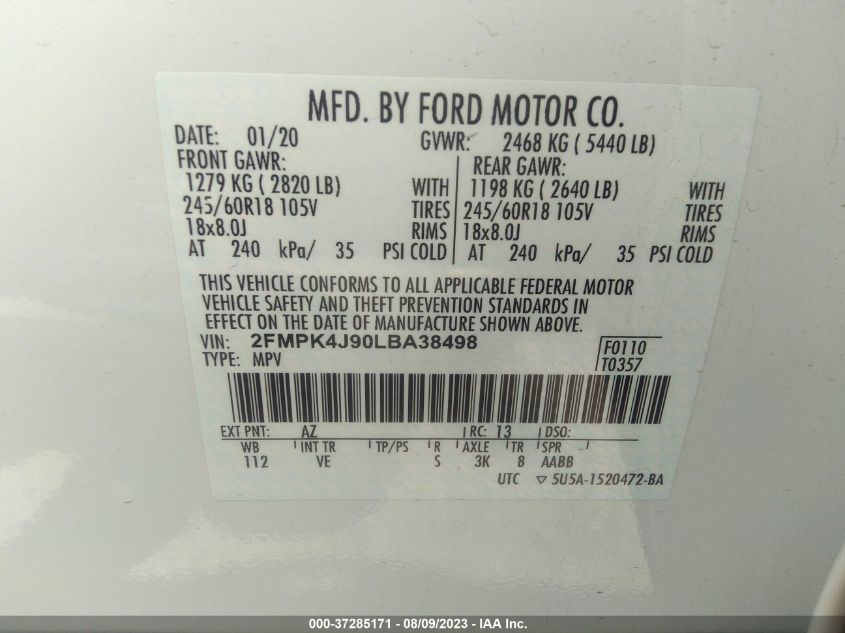 MFD. BY FORD MOTOR CO.
DATE: 01/20 GVWR: 2468 KG ( 5440 LB)
FRONT GAWR: REAR GAWR:
1279 KG ( 2820 LB) WITH 1198 KG ( 2640 LB) WITH
245/60R18 105V TIRES 245/60R18 105V TIRES
18x8.0J RIMS 18x8.0J RIMS
AT 240 kPa/ 35 PSI COLD AT 240 kPa/ 35 PSI COLD
THIS VEHICLE CONFORMS TO ALL APPLICABLE FEDERAL MOTOR
VEHICLE SAFETY AND THEFT PREVENTION STANDARDS IN
EFFECT ON THE DATE OF MANUFACTURE SHOWN ABOVE.
VIN: 2FMPK4J90LBA38498 F0110
TYPE: MPV T0357
EXT PNT: AZ RC: 13 DSO:
WB INT TR TP/PS R AXLE TR SPR
112 VE S 3K 8 AABB
UTC ▽ 5U5A-1520472-BA
000-37285171 - 08/09/2023 - IAA Inc.